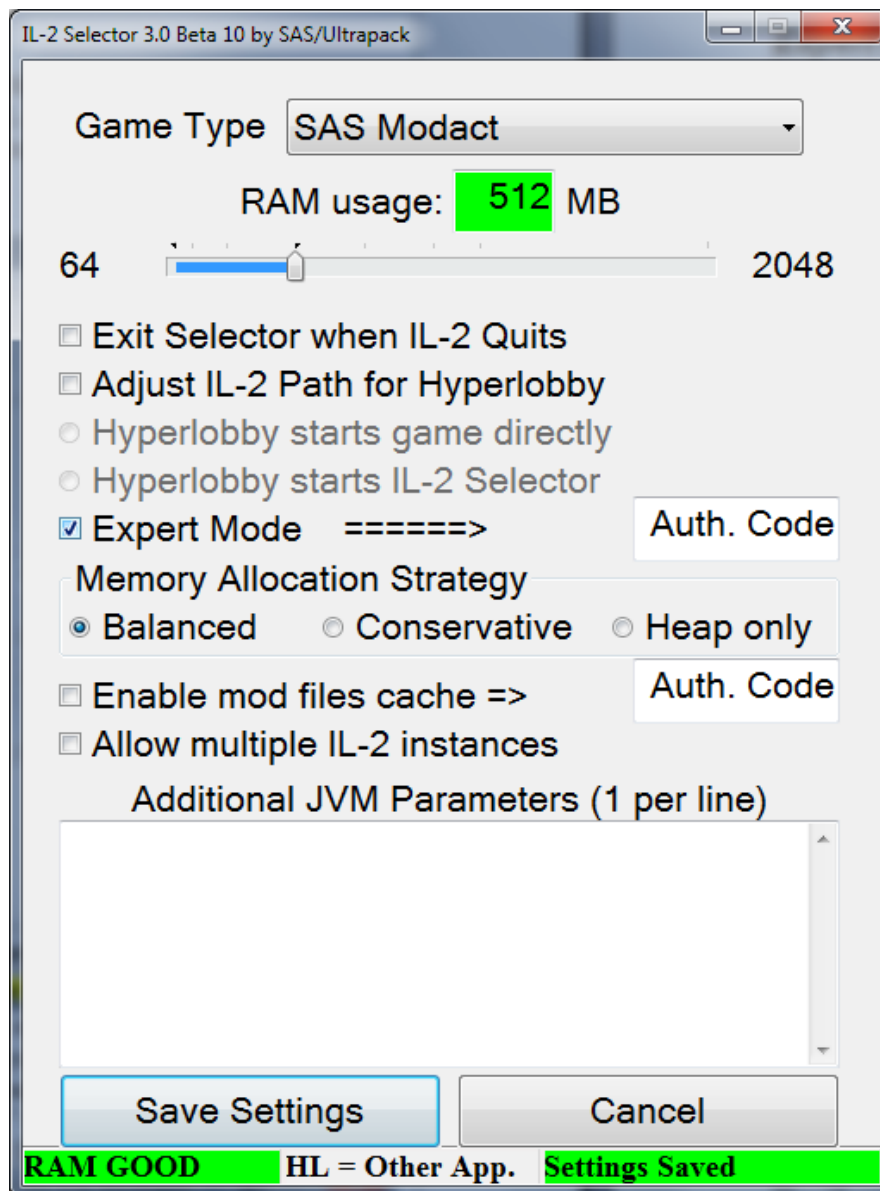 IL-2 Selector 3.0 Beta 10 by SAS/Ultrapack
Game Type SAS Modact
RAM usage: 512 MB
64 2048
Exit Selector when IL-2 Quits
Adjust IL-2 Path for Hyperlobby
Hyperlobby starts game directly
Hyperlobby starts IL-2 Selector
Expert Mode ======> Auth. Code
Memory Allocation Strategy
Balanced Conservative Heap only
Enable mod files cache => Auth. Code
Allow multiple IL-2 instances
Additional JVM Parameters (1 per line)
Save Settings Cancel
RAM GOOD HL = Other App. Settings Saved